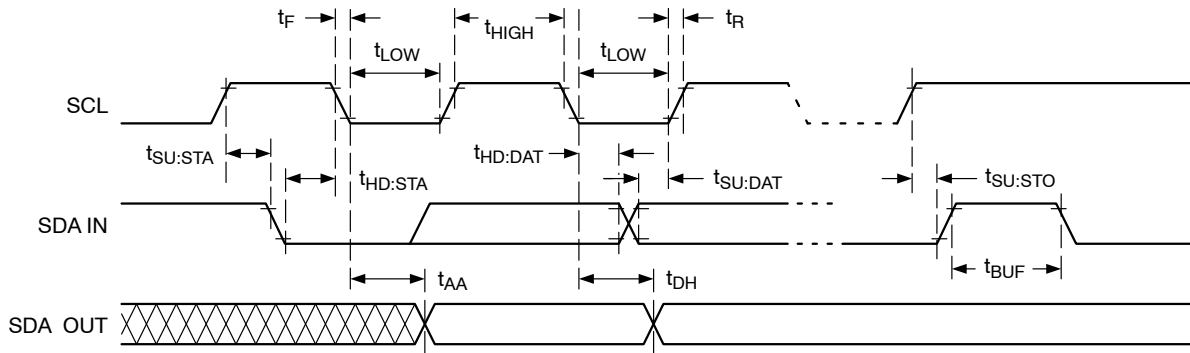 tF
tHIGH
tR
tLOW
tLOW
SCL
tSU:STA
tHD:STA
tHD:DAT
tSU:DAT
tSU:STO
SDA IN
tBUF
tAA
tDH
SDA OUT